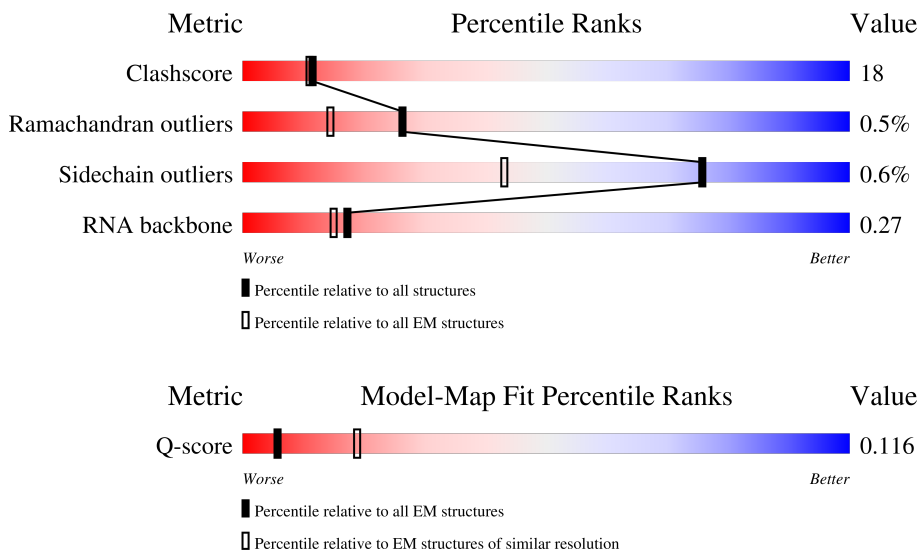 Metric Percentile Ranks Value
Clashscore 18
Ramachandran outliers 0.5%
Sidechain outliers 0.6%
RNA backbone 0.27
Worse Better
Percentile relative to all structures
Percentile relative to all EM structures
Metric Model-Map Fit Percentile Ranks Value
Q-score 0.116
Worse Better
Percentile relative to all EM structures
Percentile relative to EM structures of similar resolution